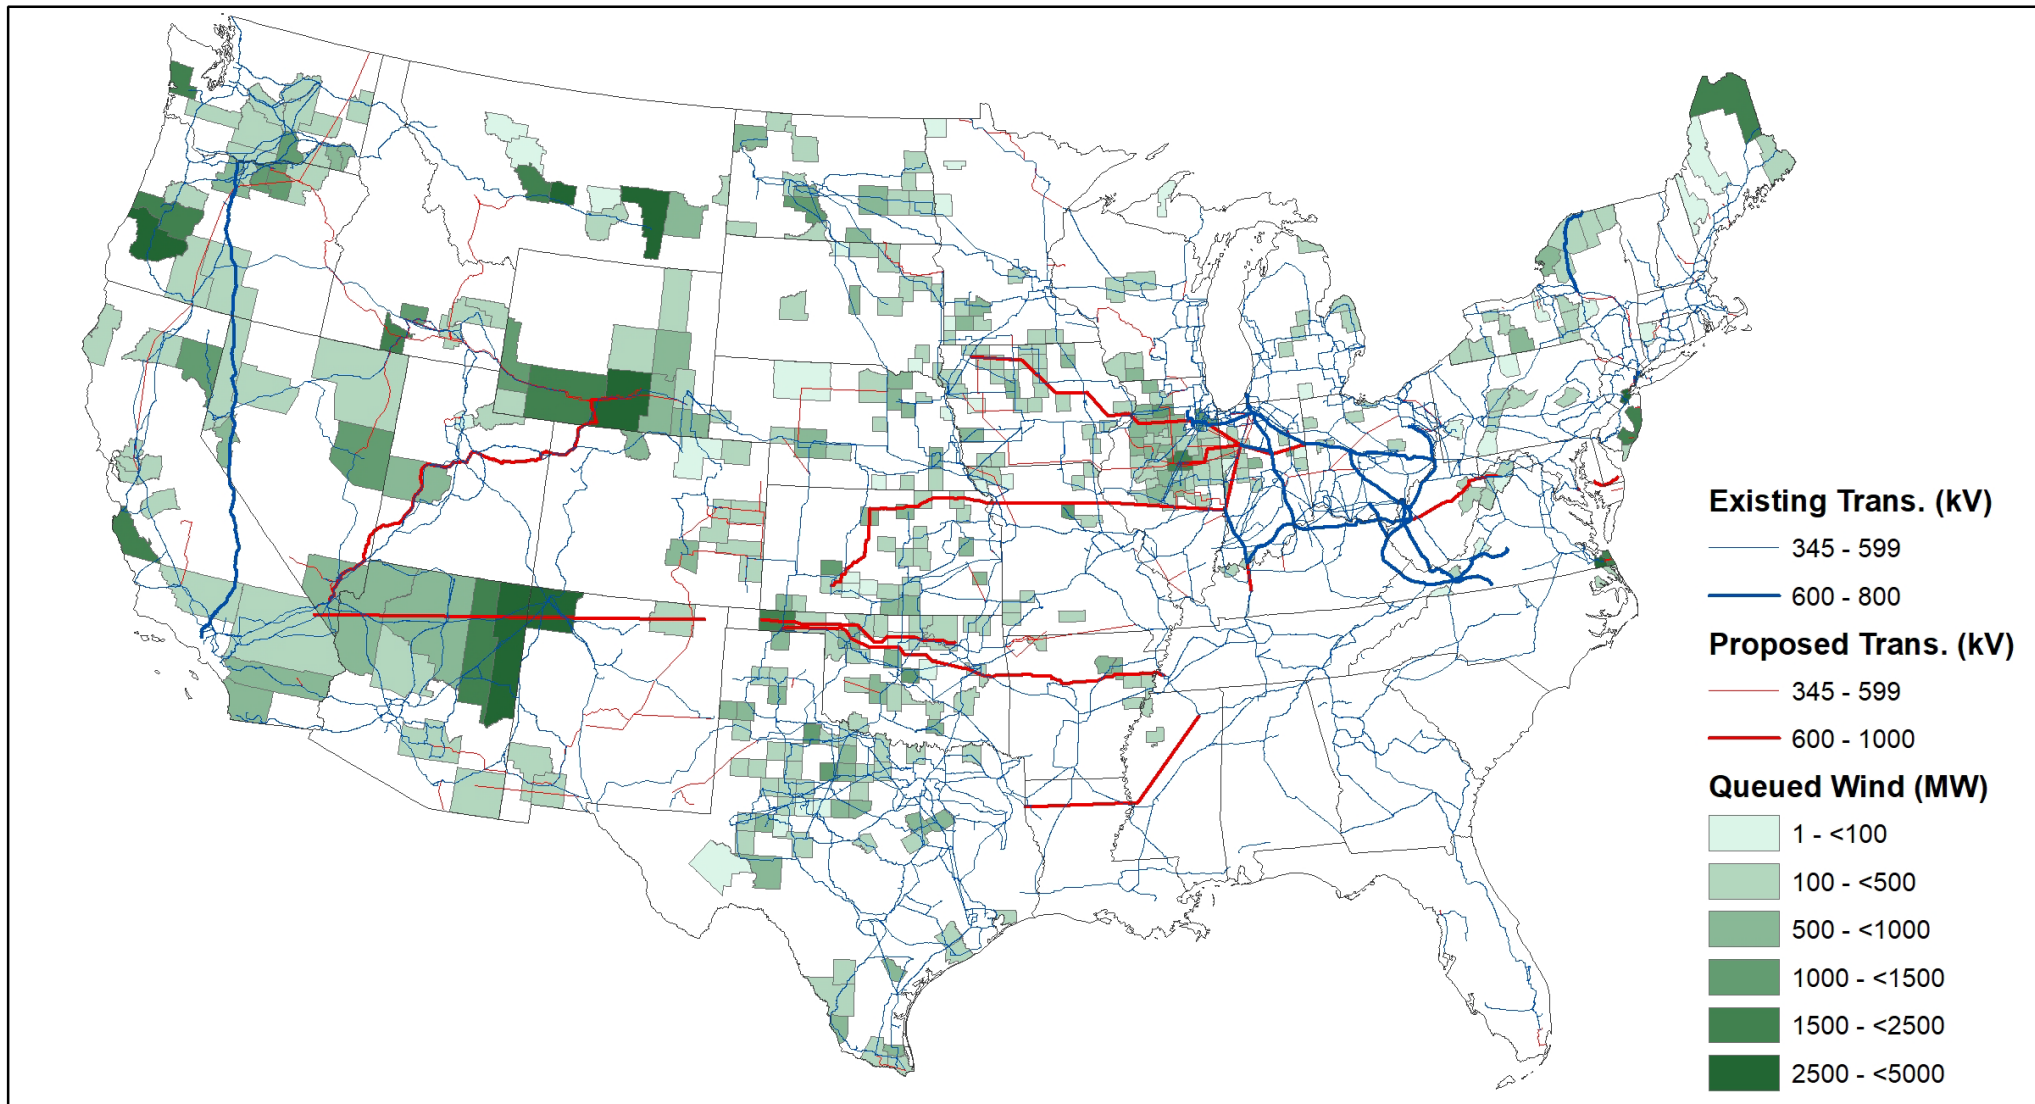 Existing Trans. (kV)
345 - 599
600 - 800
Proposed Trans. (kV)
345 - 599
600 - 1000
Queued Wind (MW)
1 - <100
100 - <500
500 - <1000
1000 - <1500
1500 - <2500
2500 - <5000